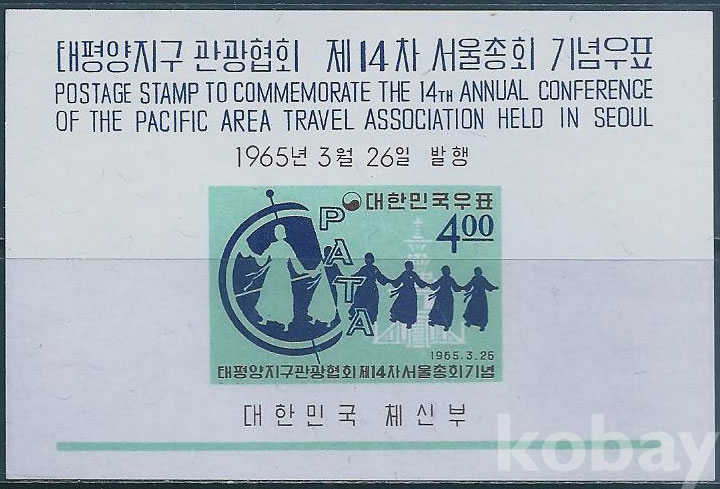 태평양지구 관광협회 제14차 서울총회 기념우표
POSTAGE STAMP TO COMMEMORATE THE 14TH ANNUAL CONFERENCE
OF THE PACIFIC AREA TRAVEL ASSOCIATION HELD IN SEOUL
1965년 3월 26일 발행
대한민국우표
4.00
PATA
1965.3.26
태평양지구관광협회제14차서울총회기념
대한민국 체신부
kobay